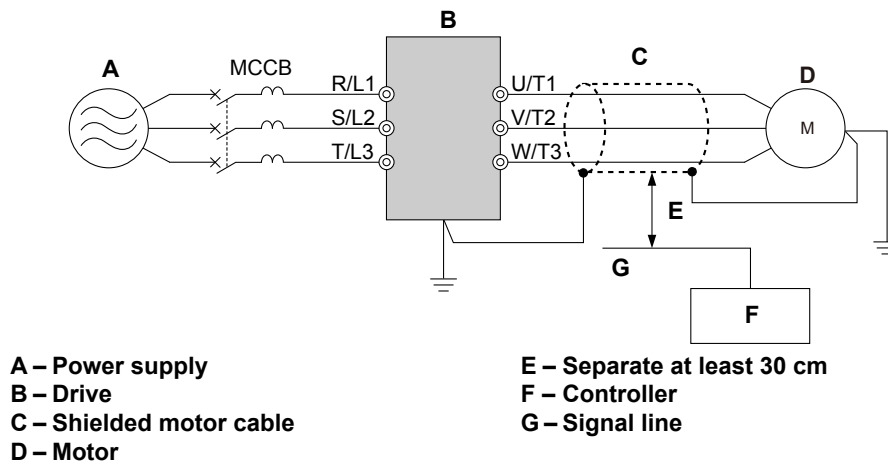 B
C
A
MCCB
D
R/L1
U/T1
S/L2
V/T2
M
T/L3
W/T3
E
G
F
A – Power supply
B – Drive
C – Shielded motor cable
D – Motor
E – Separate at least 30 cm
F – Controller
G – Signal line